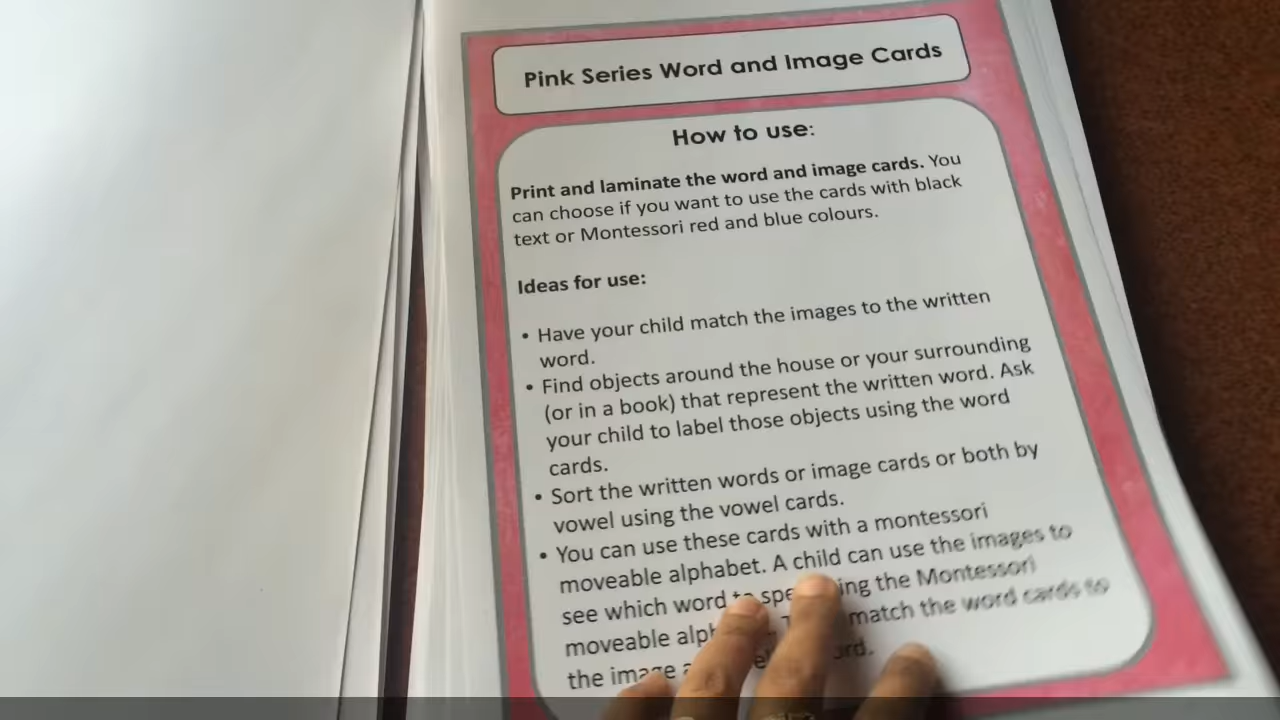 Pink Series Word and Image Cards
How to use:
Print and laminate the word and image cards. You
can choose if you want to use the cards with black
text or Montessori red and blue colours.
Ideas for use:
• Have your child match the images to the written
word.
• Find objects around the house or your surrounding
(or in a book) that represent the written word. Ask
your child to label those objects using the word
cards.
• Sort the written words or image cards or both by
vowel using the vowel cards.
• You can use these cards with a montessori
moveable alphabet. A child can use the images to
see which word to using the Montessori
moveable match the word cards to
the image